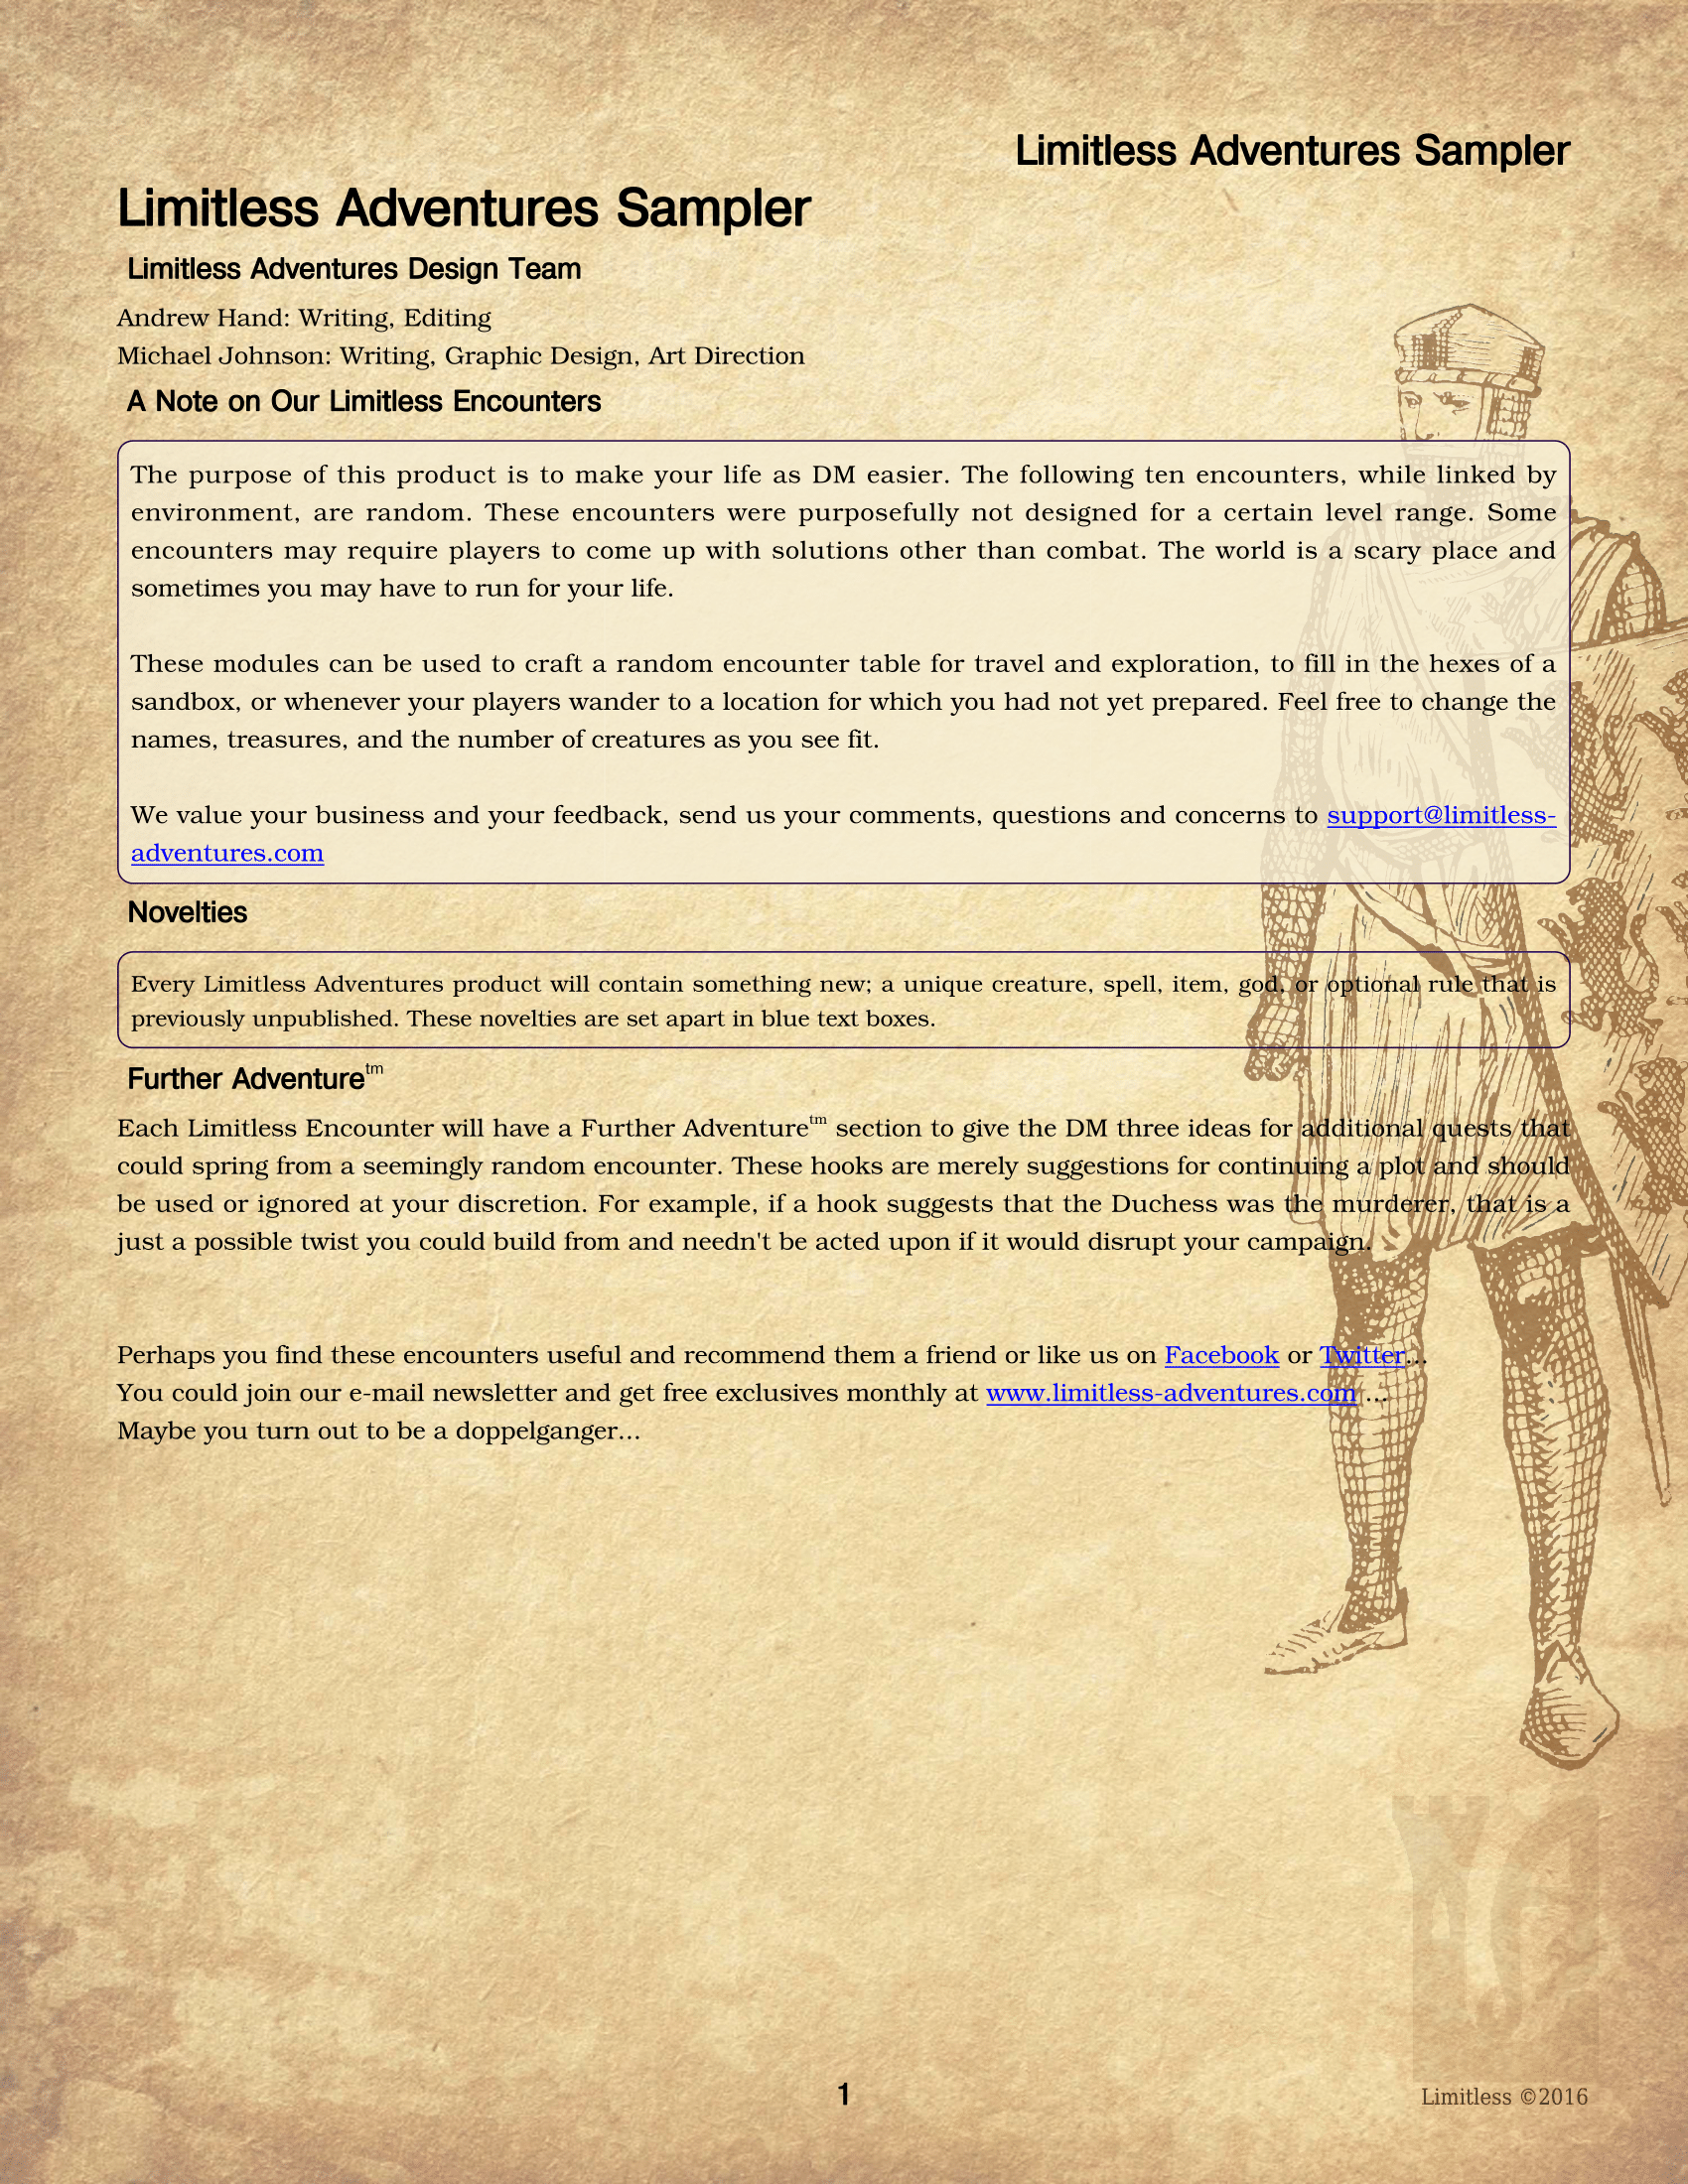 Limitless Adventures Sampler
Limitless Adventures Sampler
Limitless Adventures Design Team
Andrew Hand: Writing, Editing
Michael Johnson: Writing, Graphic Design, Art Direction
A Note on Our Limitless Encounters
The purpose of this product is to make your life as DM easier. The following ten encounters, while linked by
environment, are random. These encounters were purposefully not designed for a certain level range. Some
encounters may require players to come up with solutions other than combat. The world is a scary place and
sometimes you may have to run for your life.
These modules can be used to craft a random encounter table for travel and exploration, to fill in the hexes of a
sandbox, or whenever your players wander to a location for which you had not yet prepared. Feel free to change the
names, treasures, and the number of creatures as you see fit.
We value your business and your feedback, send us your comments, questions and concerns to support@limitless-
adventures.com
Novelties
Every Limitless Adventures product will contain something new; a unique creature, spell, item, god, or optional rule that is
previously unpublished. These novelties are set apart in blue text boxes.
Further Adventure™
Each Limitless Encounter will have a Further Adventure™ section to give the DM three ideas for additional quests that
could spring from a seemingly random encounter. These hooks are merely suggestions for continuing a plot and should
be used or ignored at your discretion. For example, if a hook suggests that the Duchess was the murderer, that is a
just a possible twist you could build from and needn't be acted upon if it would disrupt your campaign.
Perhaps you find these encounters useful and recommend them a friend or like us on Facebook or Twitter...
You could join our e-mail newsletter and get free exclusives monthly at www.limitless-adventures.com ...
Maybe you turn out to be a doppelganger...
1
Limitless ©2016